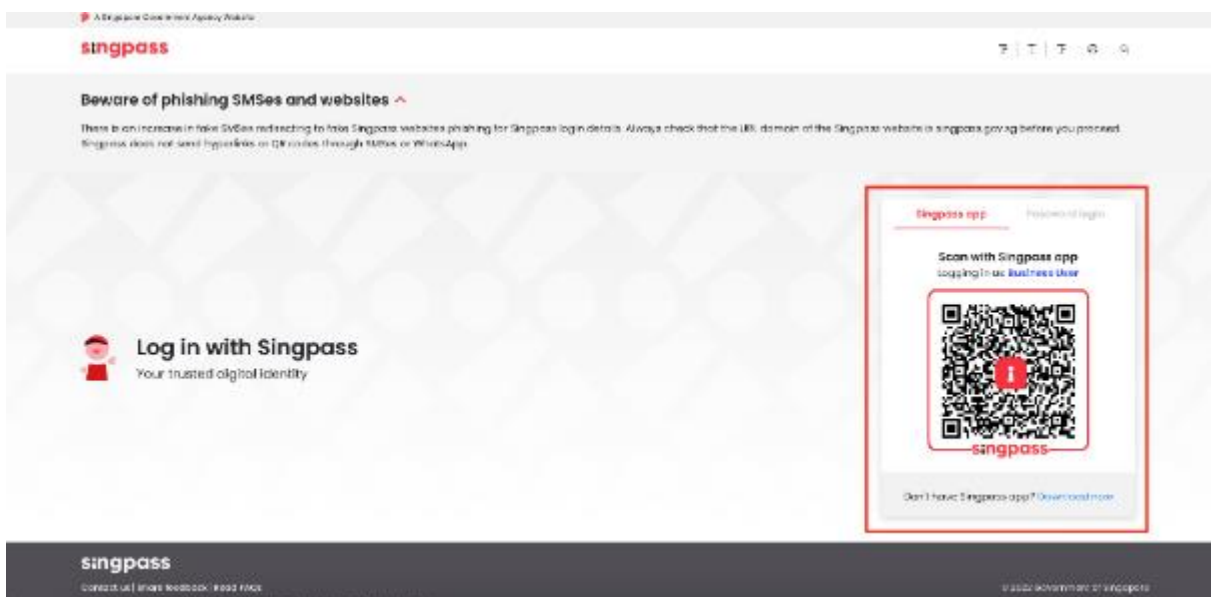 A Singapore Government Agency Website
singpass
Beware of phishing SMSes and websites
There is an increase in fake SMSes redirecting to fake Singpass websites phishing for Singpass login details. Always check that the URL domain of the Singpass website is singpass.gov.sg before you proceed.
Singpass does not send hyperlinks or QR codes through SMSes or WhatsApp.
Singpass app Password login
Scan with Singpass app
Logging in as Business User
singpass
Log in with Singpass
Your trusted digital identity
Don't have Singpass app? Download now
singpass
Contact us | Share feedback | Read FAQs
© 2022 Government of Singapore